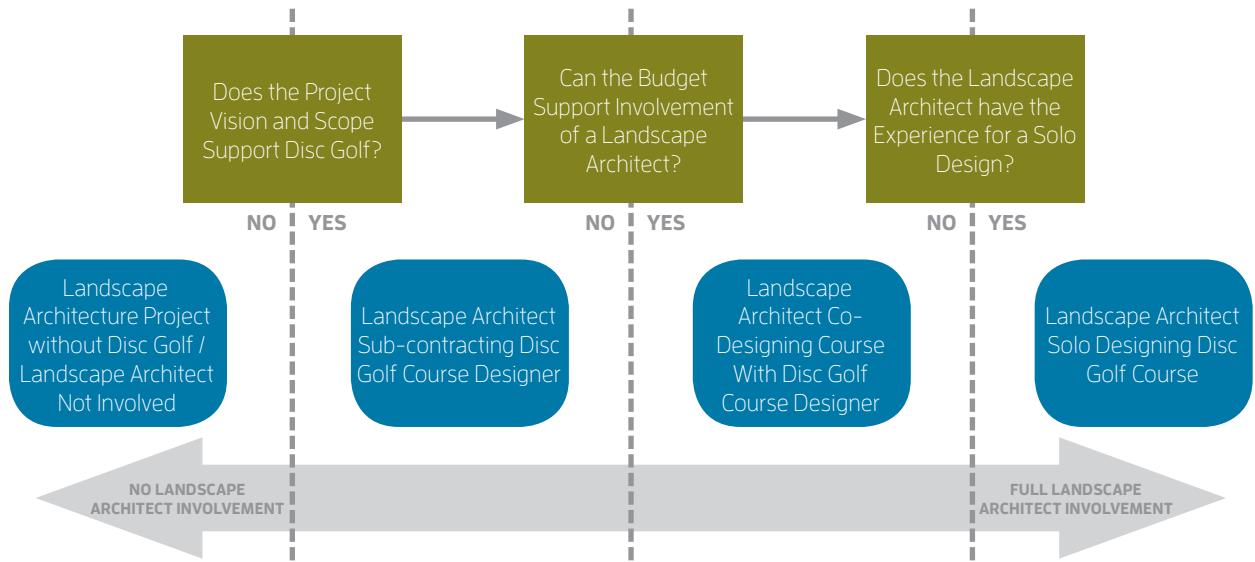 Does the Project
Vision and Scope
Support Disc Golf?
Can the Budget
Support Involvement
of a Landscape
Architect?
Does the Landscape
Architect have the
Experience for a Solo
Design?
NO YES
NO YES
NO YES
Landscape
Architecture Project
without Disc Golf /
Landscape Architect
Not Involved
Landscape Architect
Sub-contracting Disc
Golf Course Designer
Landscape
Architect Co-
Designing Course
With Disc Golf
Course Designer
Landscape Architect
Solo Designing Disc
Golf Course
NO LANDSCAPE
ARCHITECT INVOLVEMENT
FULL LANDSCAPE
ARCHITECT INVOLVEMENT